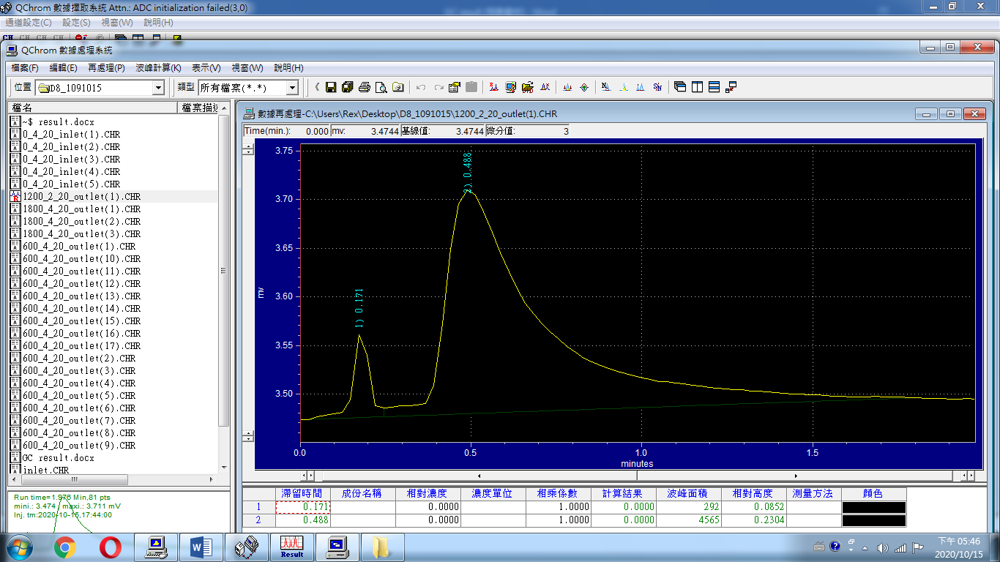 QChrom 數據擇取系統 Attn.: ADC initialization failed(3,0)
通道設定(C) 設定(S) 視窗(W) 說明(H)
QChrom 數據處理系統
檔案(F) 編輯(E) 再處理(P) 波峰計算(K) 表示(V) 視窗(W) 說明(H)
位置 D8_1091015 類型 所有檔案(*.*)
檔名 檔案描述
~$ result.docx
0_4_20_inlet(1).CHR
0_4_20_inlet(2).CHR
0_4_20_inlet(3).CHR
0_4_20_inlet(4).CHR
0_4_20_inlet(5).CHR
1200_2_20_outlet(1).CHR
1800_4_20_outlet(1).CHR
1800_4_20_outlet(2).CHR
1800_4_20_outlet(3).CHR
600_4_20_outlet(1).CHR
600_4_20_outlet(10).CHR
600_4_20_outlet(11).CHR
600_4_20_outlet(12).CHR
600_4_20_outlet(13).CHR
600_4_20_outlet(14).CHR
600_4_20_outlet(15).CHR
600_4_20_outlet(16).CHR
600_4_20_outlet(17).CHR
600_4_20_outlet(2).CHR
600_4_20_outlet(3).CHR
600_4_20_outlet(4).CHR
600_4_20_outlet(5).CHR
600_4_20_outlet(6).CHR
600_4_20_outlet(7).CHR
600_4_20_outlet(8).CHR
600_4_20_outlet(9).CHR
GC result.docx
inlet.CHR
Run time=1.976 Min,81 pts
mini.: 3.474 maxi.: 3.711 mV
Inj. tm:2020-10-15,17:44:00
數據再處理-C:\Users\Rex\Desktop\D8_1091015\1200_2_20_outlet(1).CHR
Time(min.): 0.000 mv: 3.4744 基線值: 3.4744 微分值: 3
3.75
3.70
3.65
3.60
3.55
3.50
mv
1) 0.171
2) 0.488
0.0 0.5 1.0 1.5
minutes
滯留時間 成份名稱 相對濃度 濃度單位 相乘係數 計算結果 波峰面積 相對高度 測量方法 顏色
1 0.171 0.0000 1.0000 0.0000 292 0.0852
2 0.488 0.0000 1.0000 0.0000 4565 0.2304
Result
下午 05:46
2020/10/15